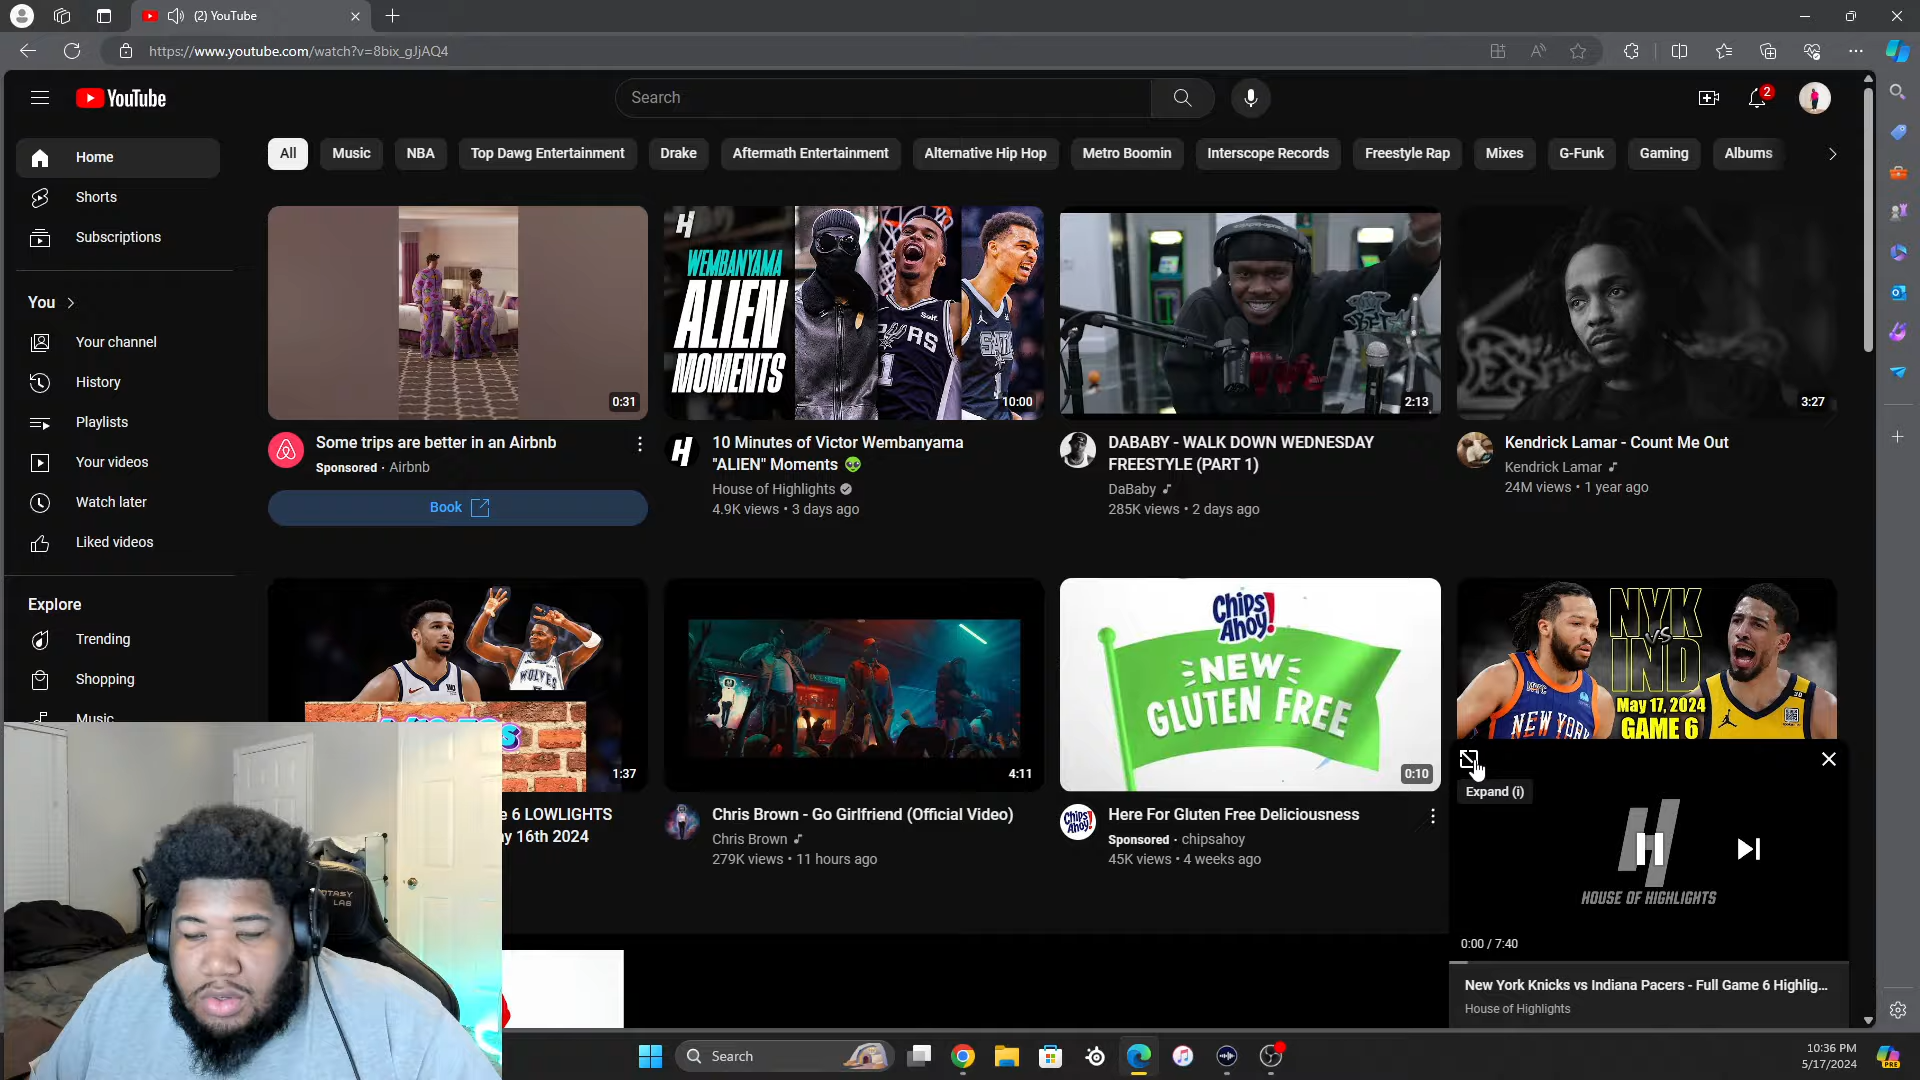 (2) YouTube
https://www.youtube.com/watch?v=8bix_gJjAQ4
YouTube
Search
2
All
Music
NBA
Top Dawg Entertainment
Drake
Aftermath Entertainment
Alternative Hip Hop
Metro Boomin
Interscope Records
Freestyle Rap
Mixes
G-Funk
Gaming
Albums
Home
Shorts
Subscriptions
You
Your channel
History
Playlists
Your videos
Watch later
Liked videos
Explore
Trending
Shopping
Music
0:31
Some trips are better in an Airbnb
Sponsored · Airbnb
Book
H
WEMBANYAMA
ALIEN
MOMENTS
10:00
10 Minutes of Victor Wembanyama
"ALIEN" Moments 👽
House of Highlights
4.9K views • 3 days ago
2:13
DABABY - WALK DOWN WEDNESDAY
FREESTYLE (PART 1)
DaBaby
285K views • 2 days ago
3:27
Kendrick Lamar - Count Me Out
Kendrick Lamar
24M views • 1 year ago
WOLVES
1:37
e 6 LOWLIGHTS
y 16th 2024
4:11
Chris Brown - Go Girlfriend (Official Video)
Chris Brown
279K views • 11 hours ago
Chips
Ahoy!
NEW
GLUTEN FREE
0:10
Here For Gluten Free Deliciousness
Sponsored · chipsahoy
45K views • 4 weeks ago
NYK
VS
IND
May 17, 2024
GAME 6
NEW YORK
Expand (i)
HOUSE OF HIGHLIGHTS
0:00 / 7:40
New York Knicks vs Indiana Pacers - Full Game 6 Highlig...
House of Highlights
Search
10:36 PM
5/17/2024